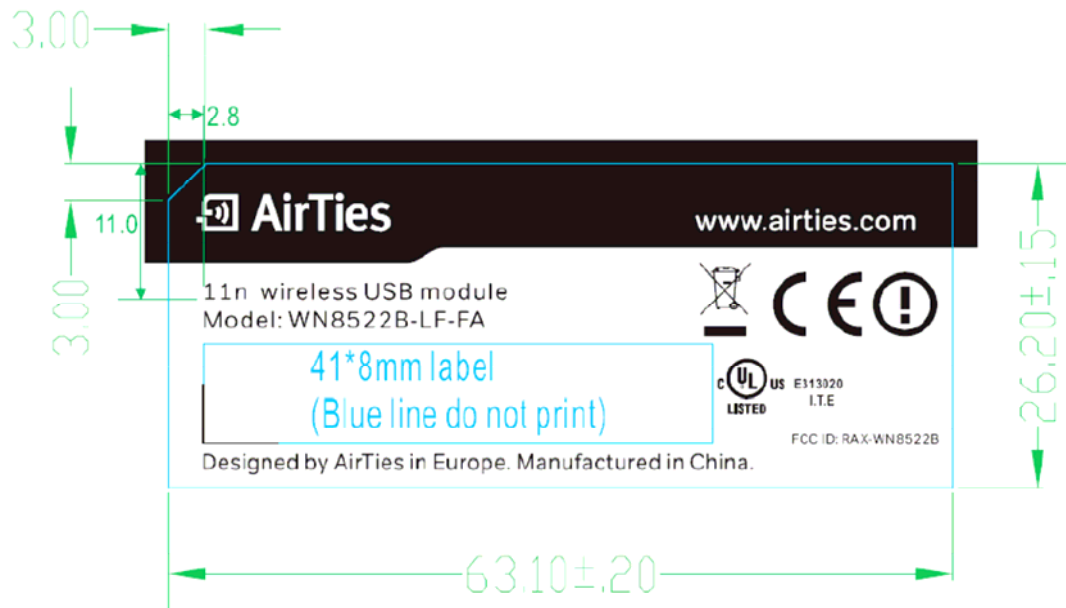 3.00
2.8
11.0
3.00
AirTies
www.airties.com
11n wireless USB module
Model: WN8522B-LF-FA
41*8mm label
(Blue line do not print)
C UL US E313020
LISTED I.T.E
FCC ID: RAX-WN8522B
Designed by AirTies in Europe. Manufactured in China.
26.20±.15
63.10±.20